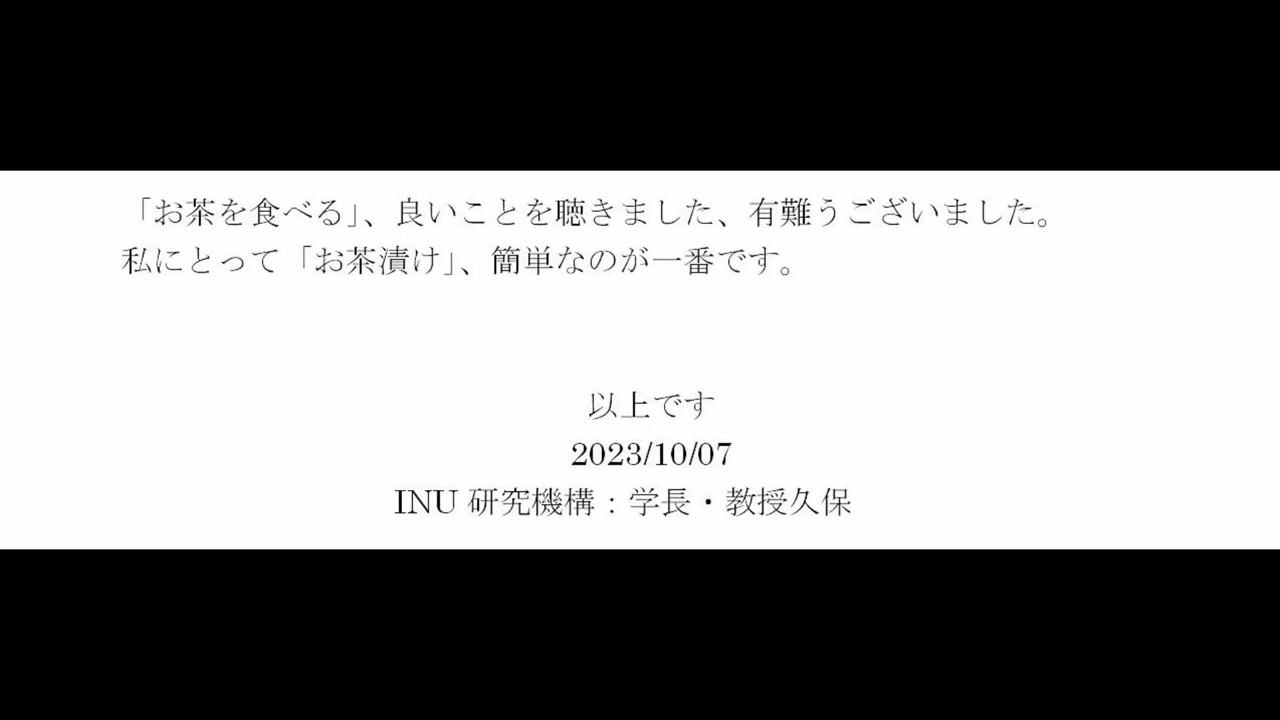 「お茶を食べる」、良いことを聴きました、有難うございました。
私にとって「お茶漬け」、簡単なのが一番です。
以上です
2023/10/07
INU 研究機構：学長・教授久保